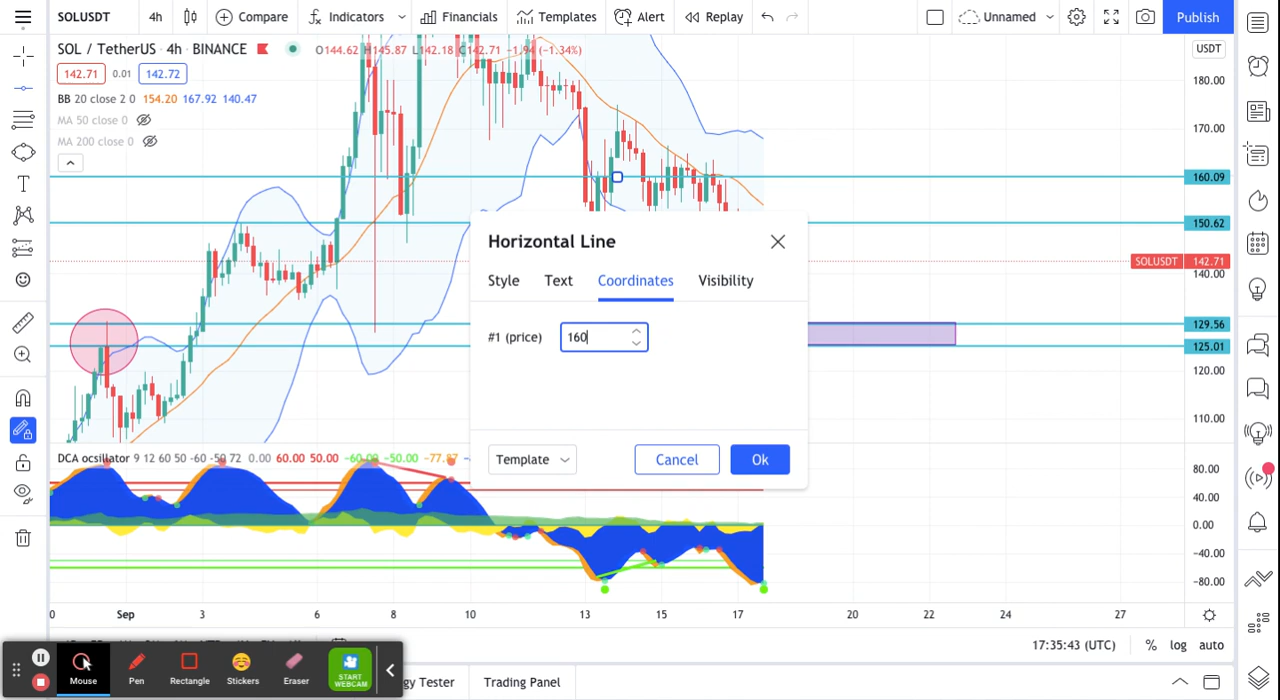 SOLUSDT 4h Compare Indicators Financials Templates Alert Replay Unnamed Publish
SOL / TetherUS · 4h · BINANCE O144.62 H145.87 L142.18 C142.71 −1.94 (−1.34%)
USDT
142.71 0.01 142.72
BB 20 close 2 0 154.20 167.92 140.47
MA 50 close 0
MA 200 close 0
180.00
170.00
160.09
150.62
SOLUSDT 142.71
140.00
129.56
125.01
120.00
110.00
Horizontal Line
Style Text Coordinates Visibility
#1 (price) 160
Template Cancel Ok
DCA ocsillator 9 12 60 50 -60 -50 72 0.00 60.00 50.00 −60.00 −50.00
80.00
40.00
0.00
−40.00
−80.00
0 Sep 3 6 8 10 13 15 17 20 22 24 27
17:35:43 (UTC) % log auto
Mouse Pen Rectangle Stickers Eraser START WEBCAM
gy Tester Trading Panel